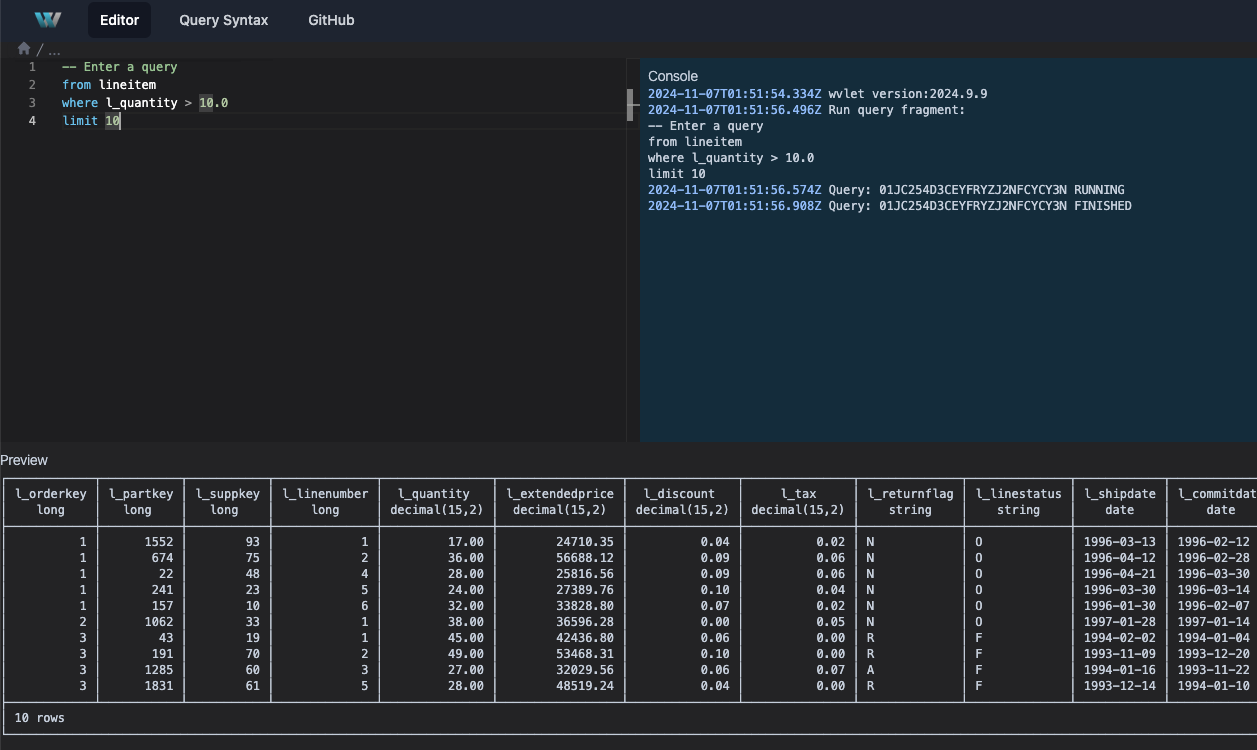 W Editor Query Syntax GitHub
/ ...
1 -- Enter a query
2 from lineitem
3 where l_quantity > 10.0
4 limit 10
Console
2024-11-07T01:51:54.334Z wvlet version:2024.9.9
2024-11-07T01:51:56.496Z Run query fragment:
-- Enter a query
from lineitem
where l_quantity > 10.0
limit 10
2024-11-07T01:51:56.574Z Query: 01JC254D3CEYFRYZJ2NFCYCY3N RUNNING
2024-11-07T01:51:56.908Z Query: 01JC254D3CEYFRYZJ2NFCYCY3N FINISHED
Preview
l_orderkey l_partkey l_suppkey l_linenumber l_quantity l_extendedprice l_discount l_tax l_returnflag l_linestatus l_shipdate l_commitdat
long long long long decimal(15,2) decimal(15,2) decimal(15,2) decimal(15,2) string string date date
1 1552 93 1 17.00 24710.35 0.04 0.02 N O 1996-03-13 1996-02-12
1 674 75 2 36.00 56688.12 0.09 0.06 N O 1996-04-12 1996-02-28
1 22 48 4 28.00 25816.56 0.09 0.06 N O 1996-04-21 1996-03-30
1 241 23 5 24.00 27389.76 0.10 0.04 N O 1996-03-30 1996-03-14
1 157 10 6 32.00 33828.80 0.07 0.02 N O 1996-01-30 1996-02-07
2 1062 33 1 38.00 36596.28 0.00 0.05 N O 1997-01-28 1997-01-14
3 43 19 1 45.00 42436.80 0.06 0.00 R F 1994-02-02 1994-01-04
3 191 70 2 49.00 53468.31 0.10 0.00 R F 1993-11-09 1993-12-20
3 1285 60 3 27.00 32029.56 0.06 0.07 A F 1994-01-16 1993-11-22
3 1831 61 5 28.00 48519.24 0.04 0.00 R F 1993-12-14 1994-01-10
10 rows